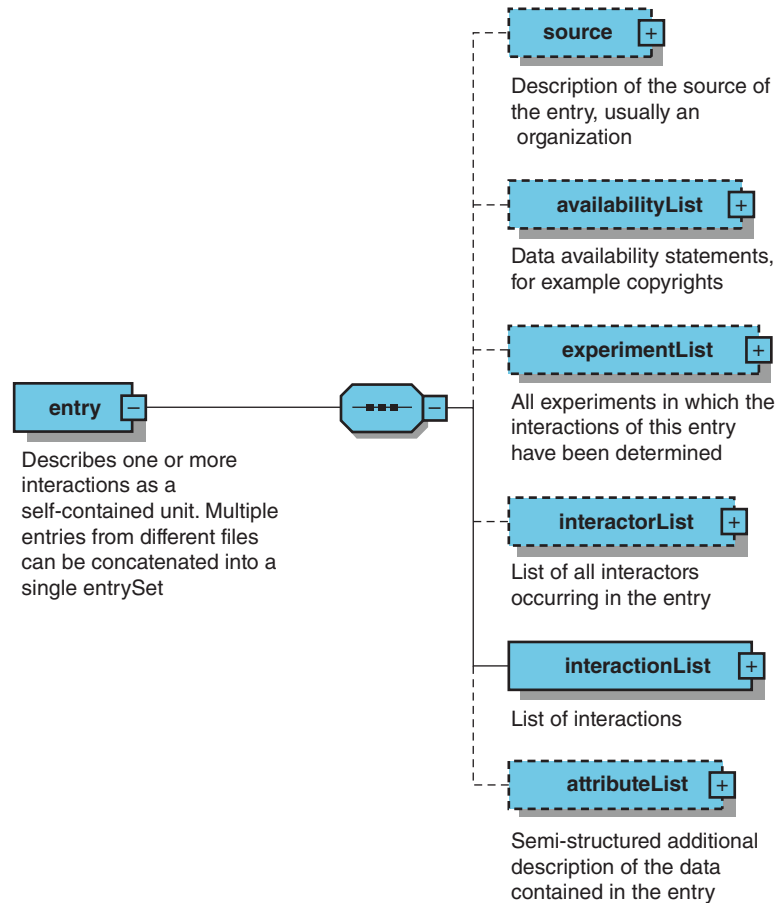 source
Description of the source of
the entry, usually an
organization
availabilityList
Data availability statements,
for example copyrights
experimentList
All experiments in which the
interactions of this entry
have been determined
entry
Describes one or more
interactions as a
self-contained unit. Multiple
entries from different files
can be concatenated into a
single entrySet
interactorList
List of all interactors
occurring in the entry
interactionList
List of interactions
attributeList
Semi-structured additional
description of the data
contained in the entry